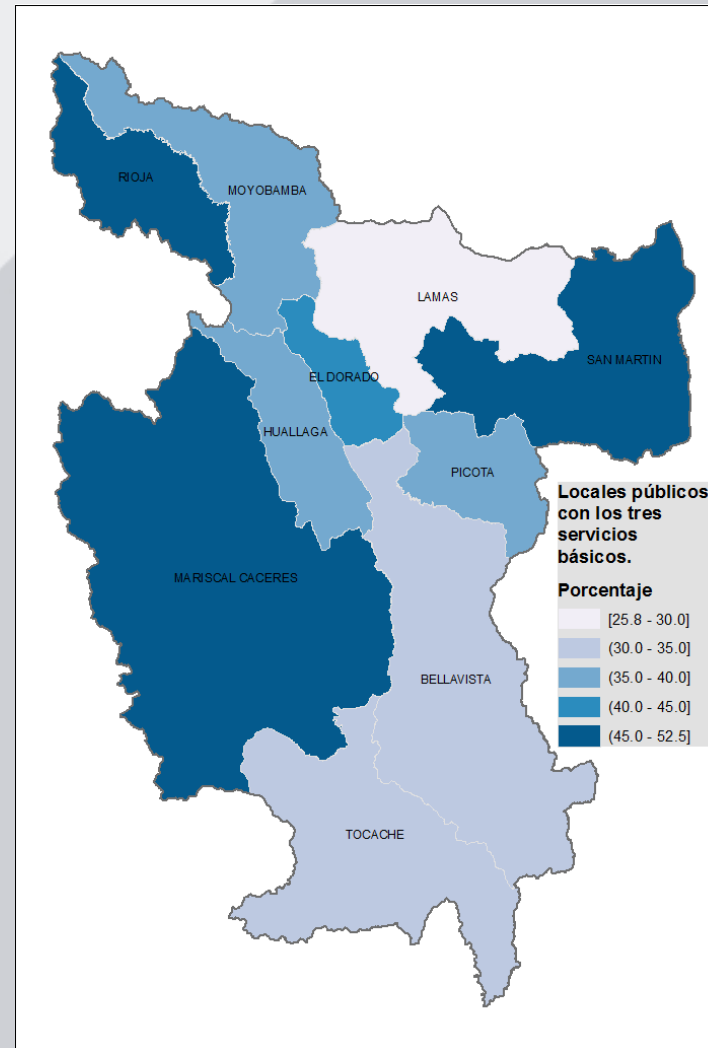 RIOJA
MOYOBAMBA
LAMAS
SAN MARTIN
EL DORADO
HUALLAGA
PICOTA
MARISCAL CACERES
BELLAVISTA
TOCACHE
Locales públicos
con los tres
servicios
básicos.
Porcentaje
[25.8 - 30.0]
(30.0 - 35.0]
(35.0 - 40.0]
(40.0 - 45.0]
(45.0 - 52.5]